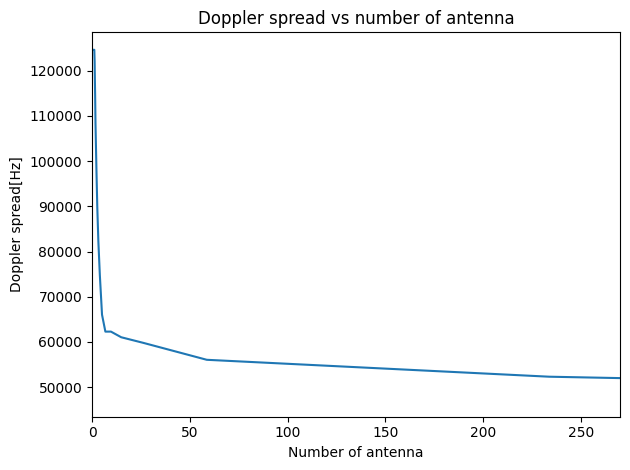 Doppler spread vs number of antenna
120000
110000
100000
90000
80000
70000
60000
50000
Doppler spread[Hz]
0 50 100 150 200 250
Number of antenna